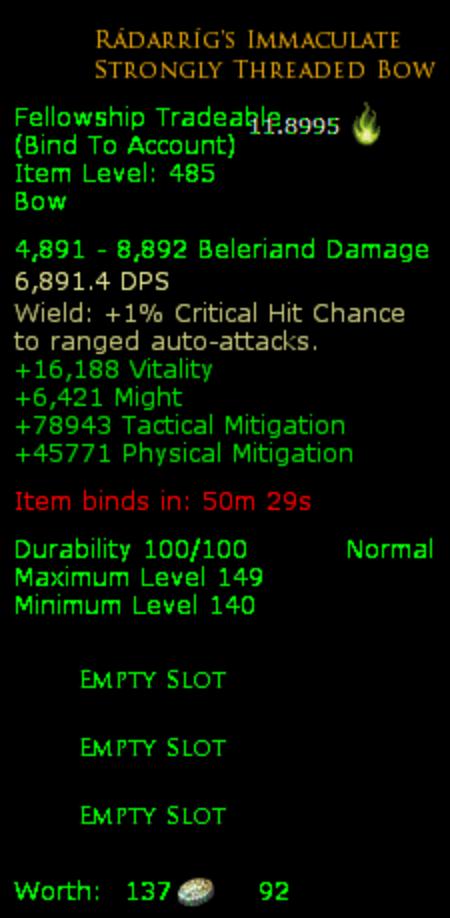 Rádarríg's Immaculate
Strongly Threaded Bow
Fellowship Tradeable
11.8995
(Bind To Account)
Item Level: 485
Bow
4,891 - 8,892 Beleriand Damage
6,891.4 DPS
Wield: +1% Critical Hit Chance
to ranged auto-attacks.
+16,188 Vitality
+6,421 Might
+78943 Tactical Mitigation
+45771 Physical Mitigation
Item binds in: 50m 29s
Durability 100/100 Normal
Maximum Level 149
Minimum Level 140
Empty Slot
Empty Slot
Empty Slot
Worth: 137 92